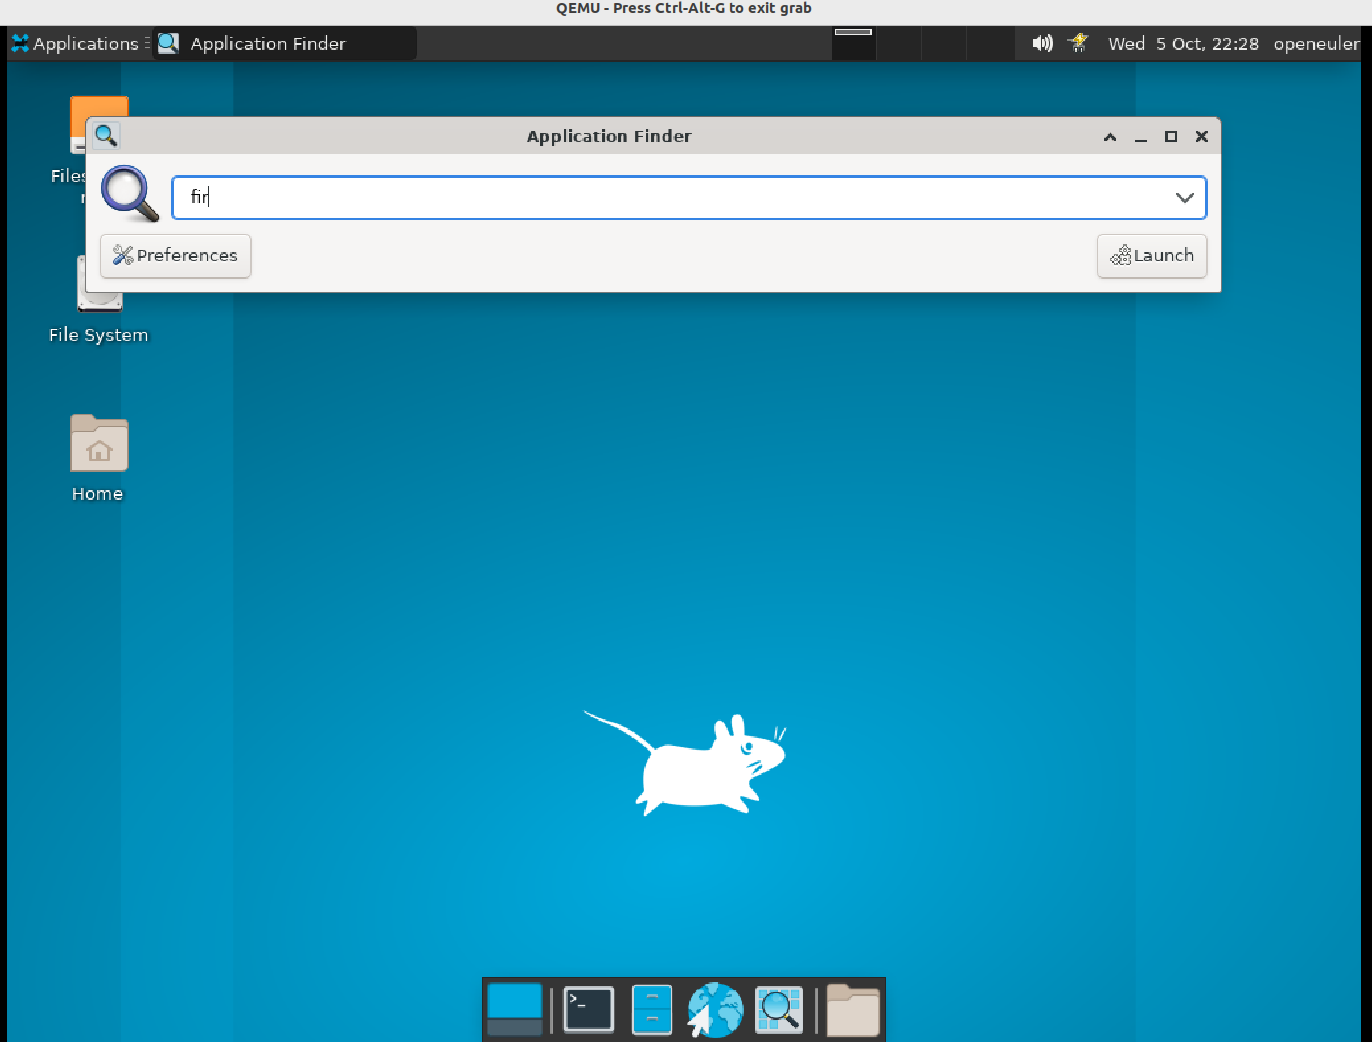 QEMU - Press Ctrl-Alt-G to exit grab
Applications Application Finder Wed 5 Oct, 22:28 openeuler
Application Finder
fir
Files
Preferences Launch
File System
Home
>_